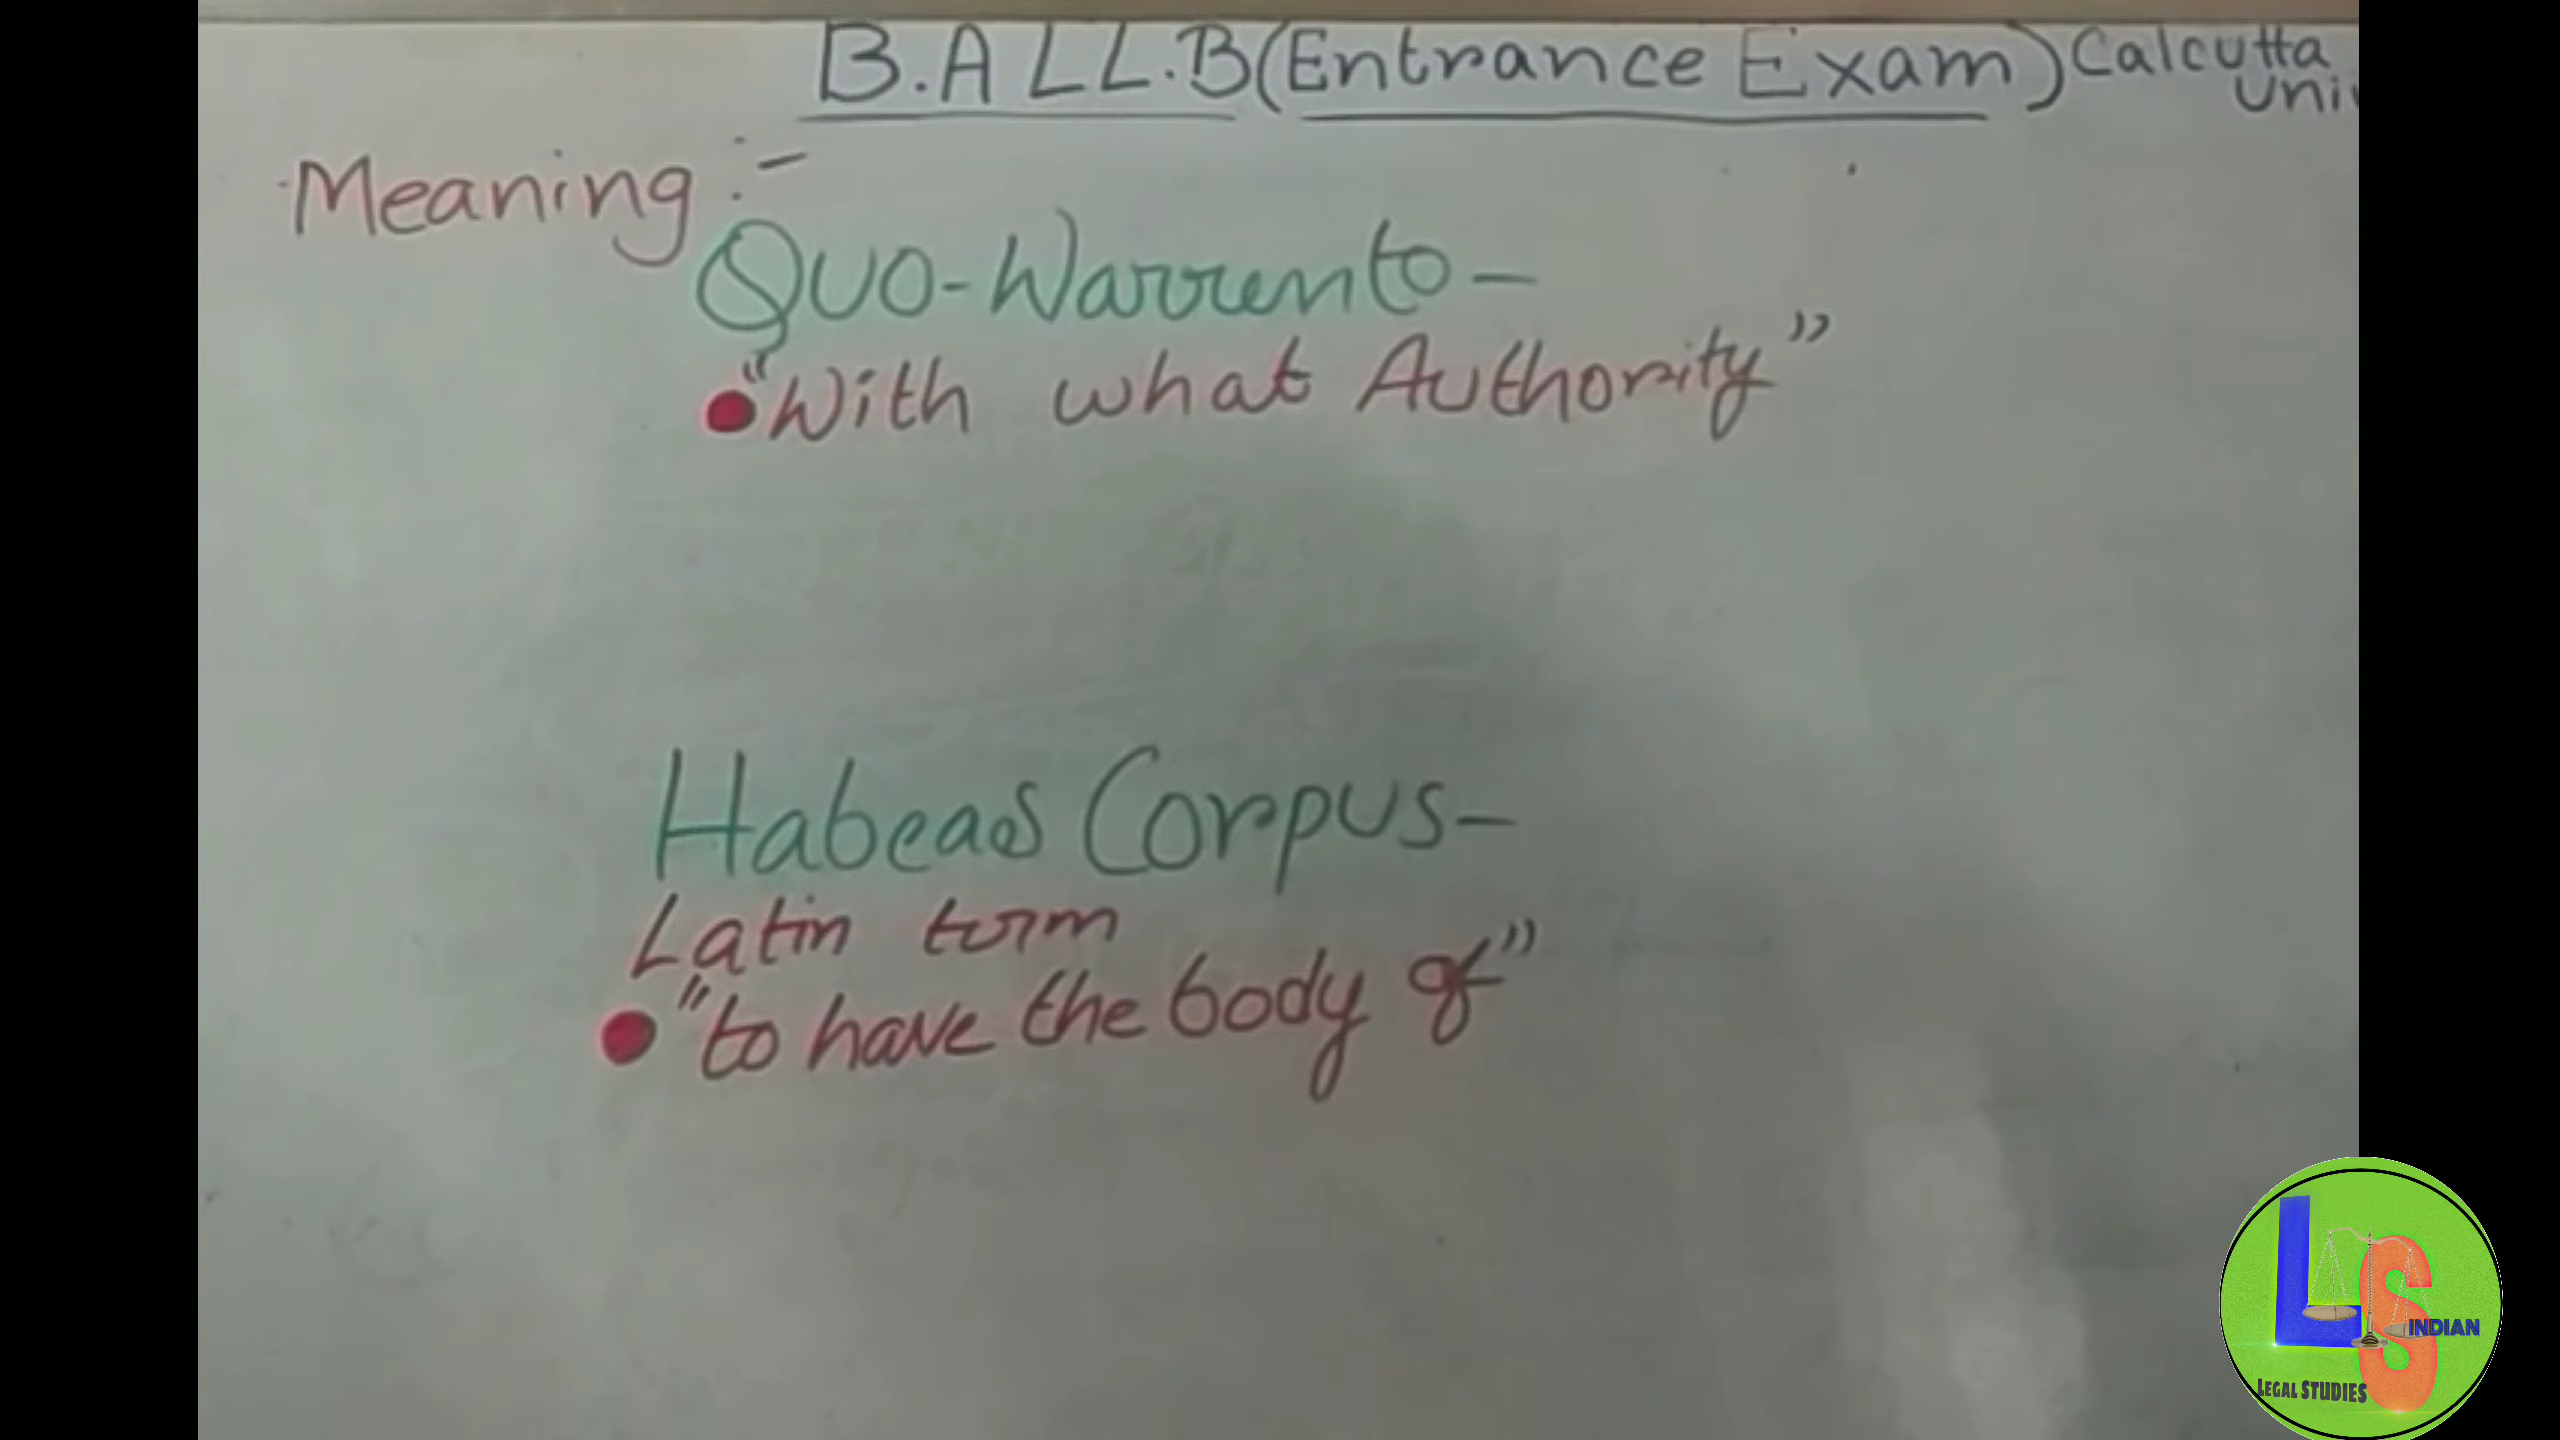 B.A LL.B (Entrance Exam) Calcutta
Uni
Meaning :-
Quo-Warrento -
"With what Authority"
Habeas Corpus -
Latin term
"to have the body of"
LS
INDIAN
LEGAL STUDIES